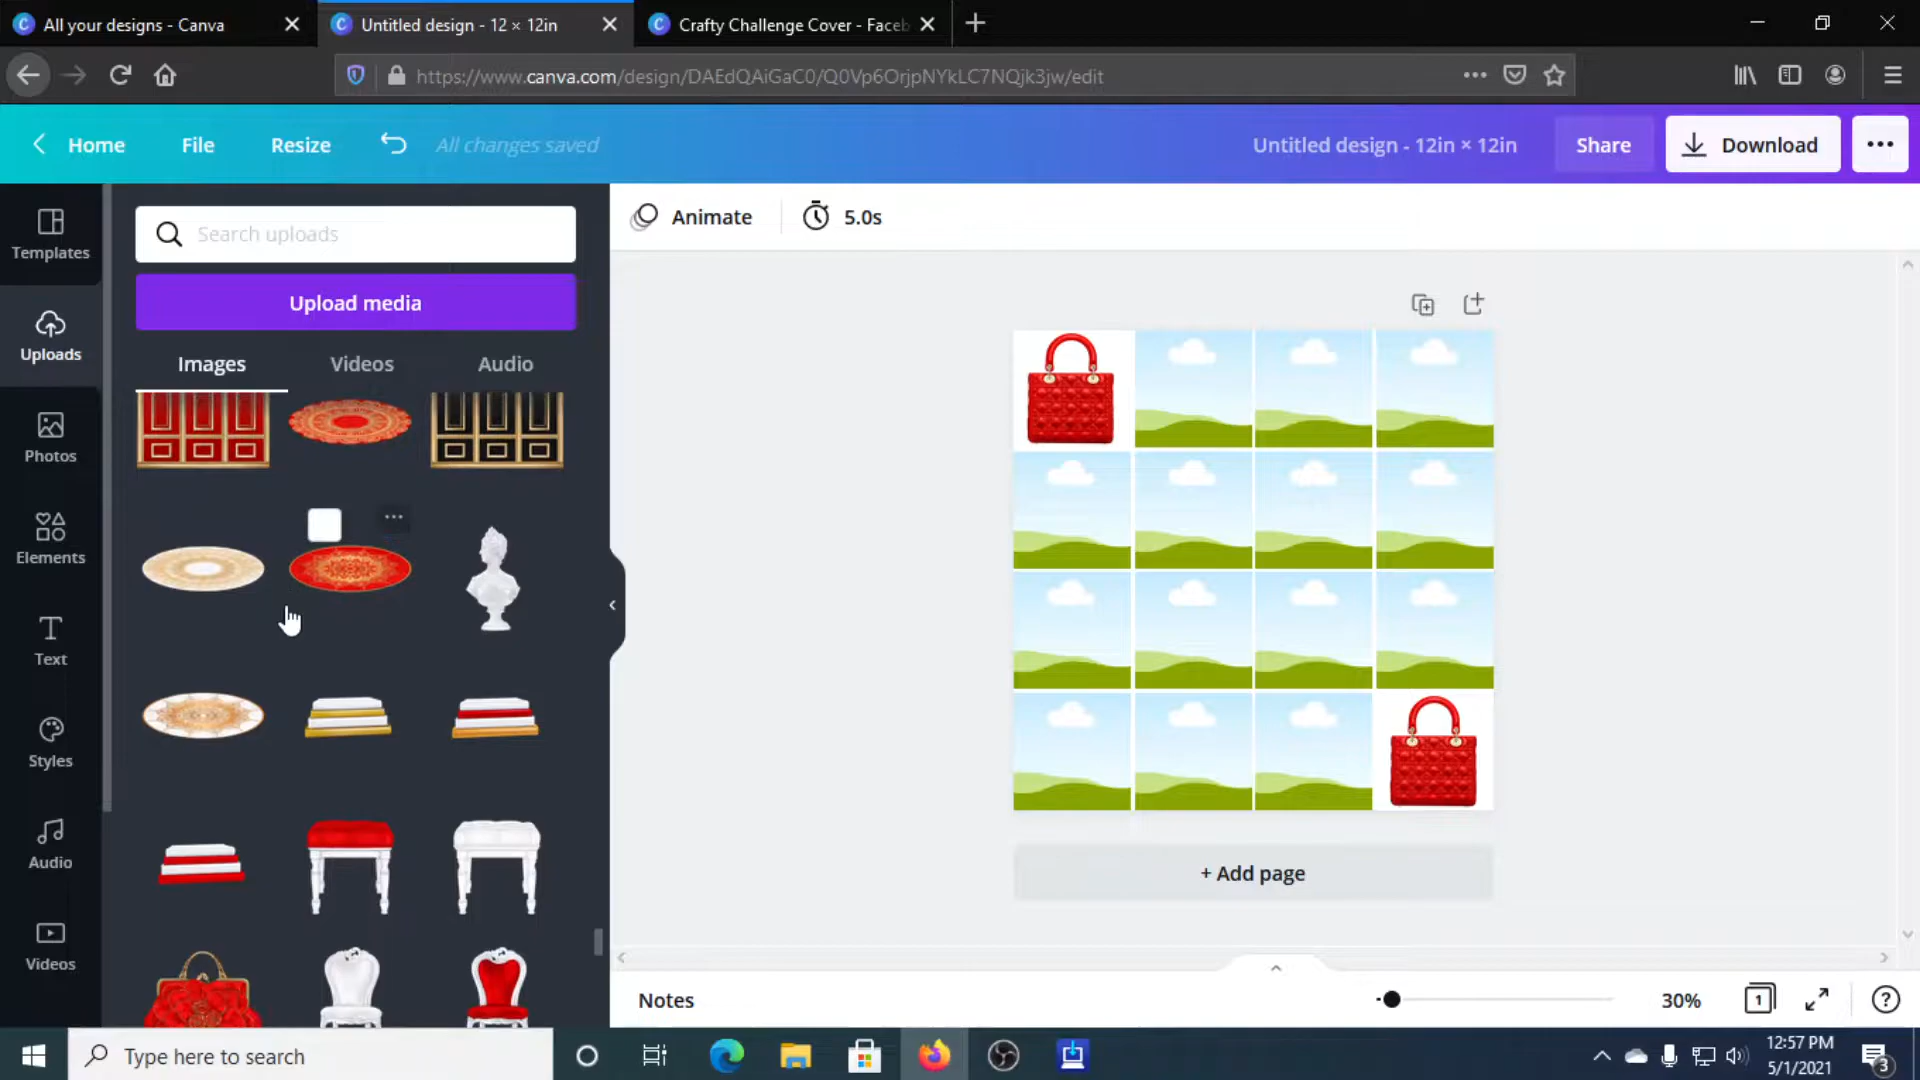 All your designs - Canva
Untitled design - 12 × 12in
Crafty Challenge Cover - Faceb
https://www.canva.com/design/DAEdQAiGaC0/Q0Vp6OrjpNYkLC7NQjk3jw/edit
Home
File
Resize
All changes saved
Untitled design - 12in × 12in
Share
Download
Templates
Uploads
Photos
Elements
Text
Styles
Audio
Videos
Search uploads
Upload media
Images
Videos
Audio
Animate
5.0s
+ Add page
Notes
30%
1
Type here to search
12:57 PM
5/1/2021
3